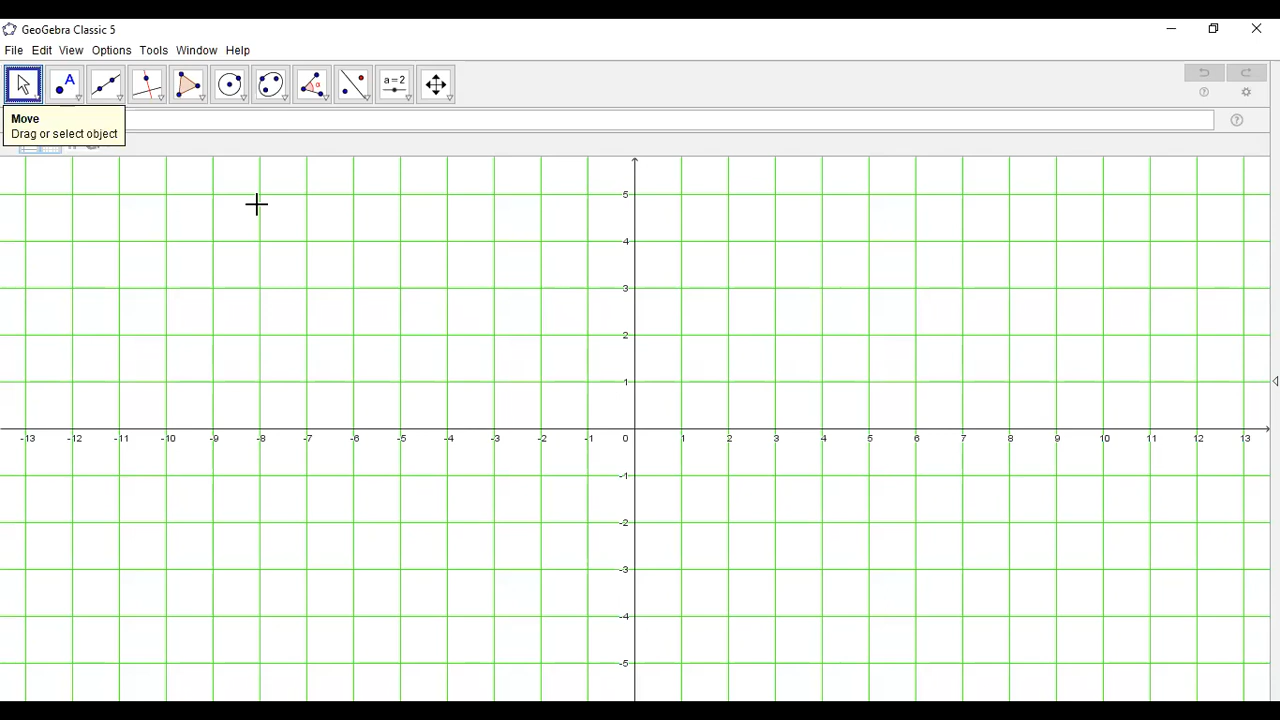 GeoGebra Classic 5
File Edit View Options Tools Window Help
A a=2
Move
Drag or select object
5
4
3
2
1
-13 -12 -11 -10 -9 -8 -7 -6 -5 -4 -3 -2 -1 0 1 2 3 4 5 6 7 8 9 10 11 12 13
-1
-2
-3
-4
-5